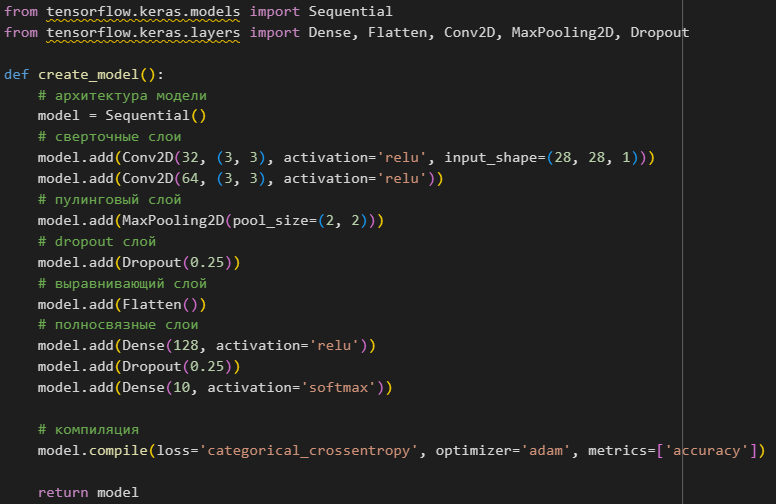 from tensorflow.keras.models import Sequential
from tensorflow.keras.layers import Dense, Flatten, Conv2D, MaxPooling2D, Dropout

def create_model():
    # архитектура модели
    model = Sequential()
    # сверточные слои
    model.add(Conv2D(32, (3, 3), activation='relu', input_shape=(28, 28, 1)))
    model.add(Conv2D(64, (3, 3), activation='relu'))
    # пулинговый слой
    model.add(MaxPooling2D(pool_size=(2, 2)))
    # dropout слой
    model.add(Dropout(0.25))
    # выравнивающий слой
    model.add(Flatten())
    # полносвязные слои
    model.add(Dense(128, activation='relu'))
    model.add(Dropout(0.25))
    model.add(Dense(10, activation='softmax'))

    # компиляция
    model.compile(loss='categorical_crossentropy', optimizer='adam', metrics=['accuracy'])

    return model